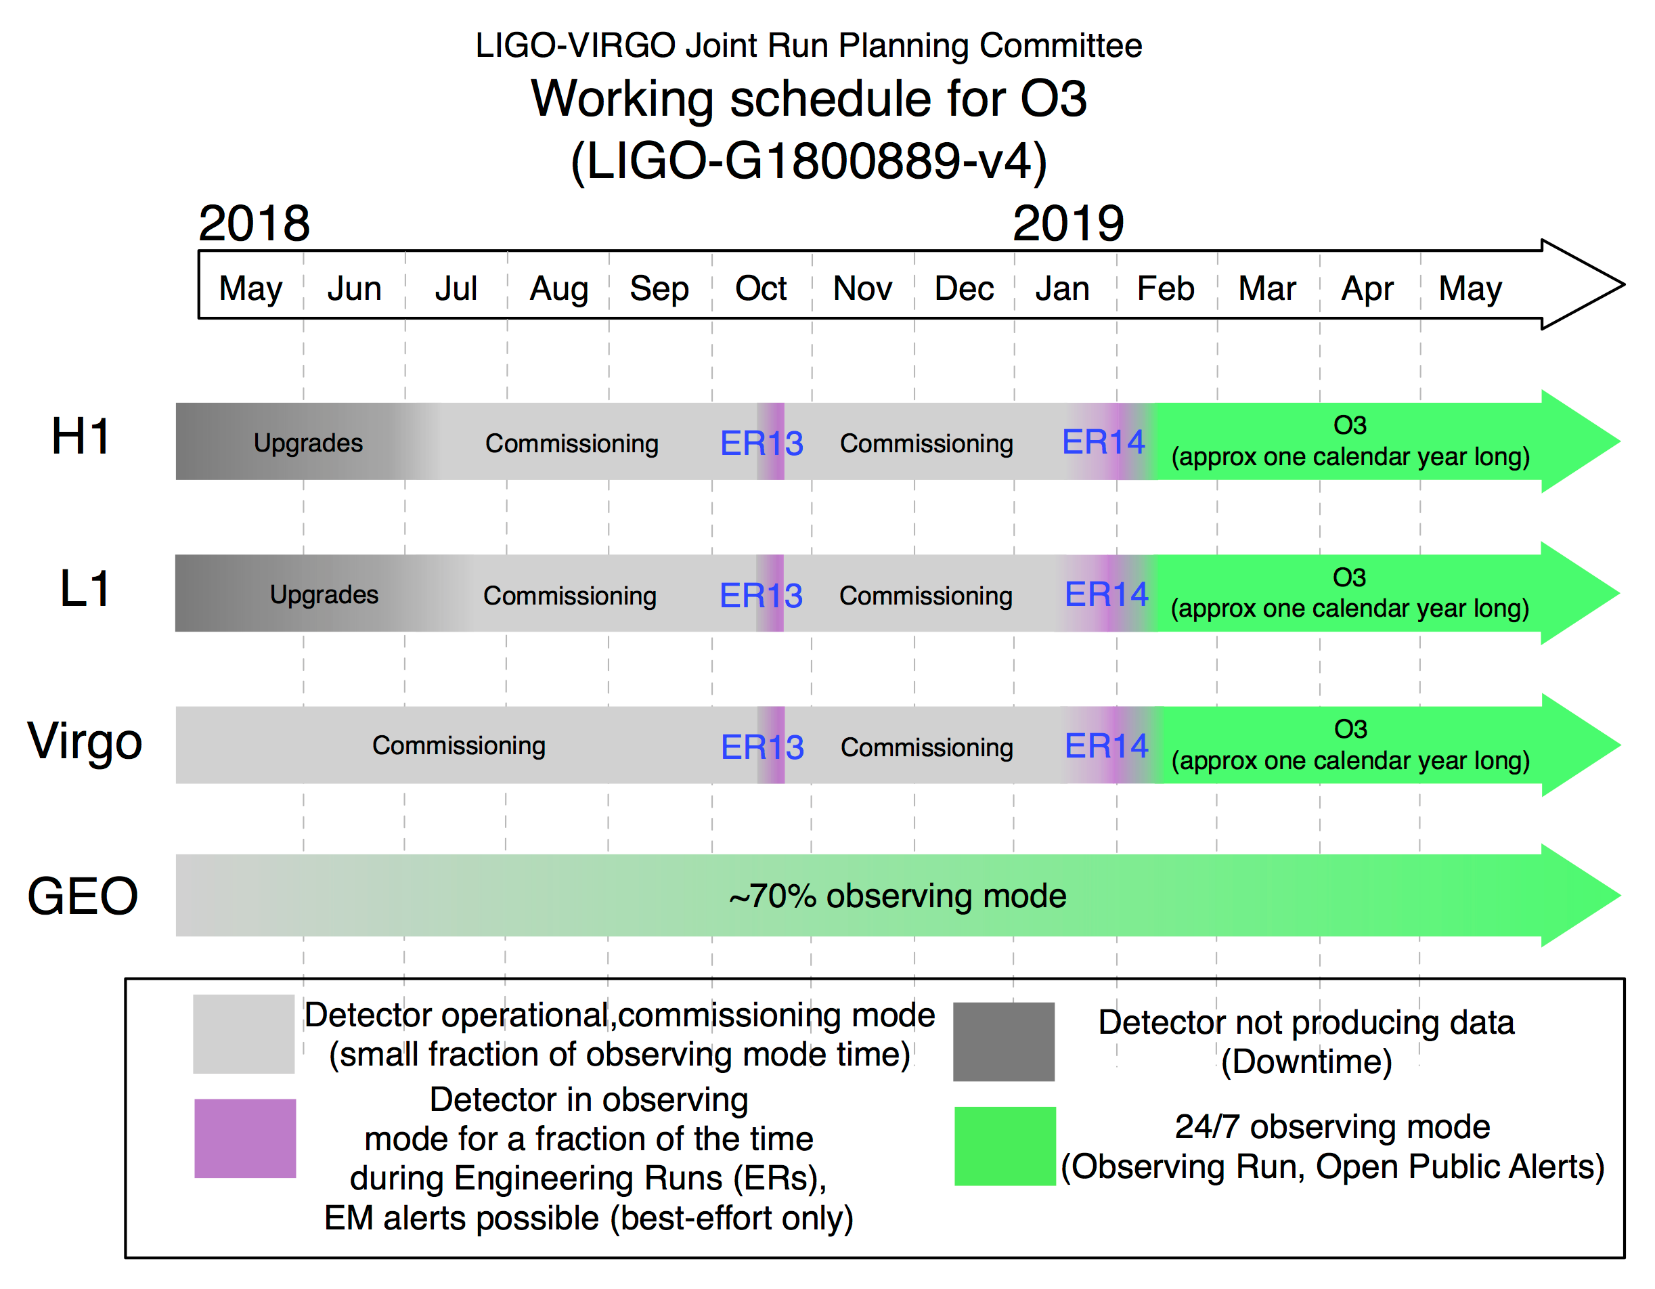 LIGO-VIRGO Joint Run Planning Committee
Working schedule for O3
(LIGO-G1800889-v4)
2018 2019
May Jun Jul Aug Sep Oct Nov Dec Jan Feb Mar Apr May
H1
Upgrades Commissioning ER13 Commissioning ER14
O3
(approx one calendar year long)
L1
Upgrades Commissioning ER13 Commissioning ER14
O3
(approx one calendar year long)
Virgo
Commissioning ER13 Commissioning ER14
O3
(approx one calendar year long)
GEO
~70% observing mode
Detector operational,commissioning mode
(small fraction of observing mode time)
Detector not producing data
(Downtime)
Detector in observing
mode for a fraction of the time
during Engineering Runs (ERs),
EM alerts possible (best-effort only)
24/7 observing mode
(Observing Run, Open Public Alerts)